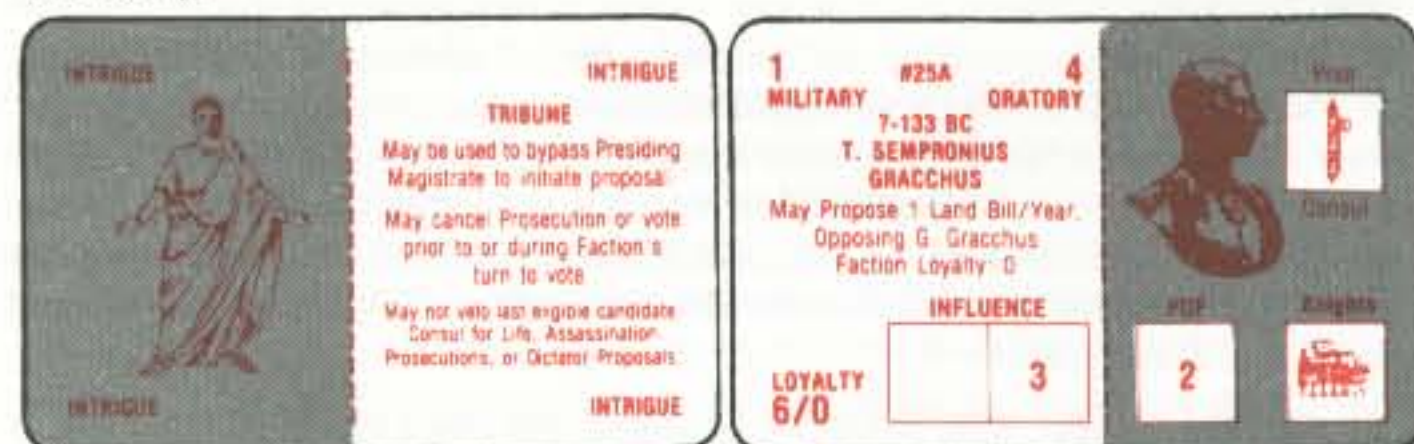 INTRIGUE
INTRIGUE
TRIBUNE
May be used to bypass Presiding
Magistrate to initiate proposal.
May cancel Prosecution or vote
prior to or during Faction's
turn to vote.
May not veto last eligible candidate
Consul for Life, Assassination
Prosecutions, or Dictator Proposals.
INTRIGUE
INTRIGUE
1
MILITARY
#25A
4
ORATORY
7-133 BC
T. SEMPRONIUS
GRACCHUS
May Propose 1 Land Bill/Year.
Opposing G. Gracchus
Faction Loyalty: 0
INFLUENCE
3
LOYALTY
6/0
Prior
Consul
POP
2
Knights